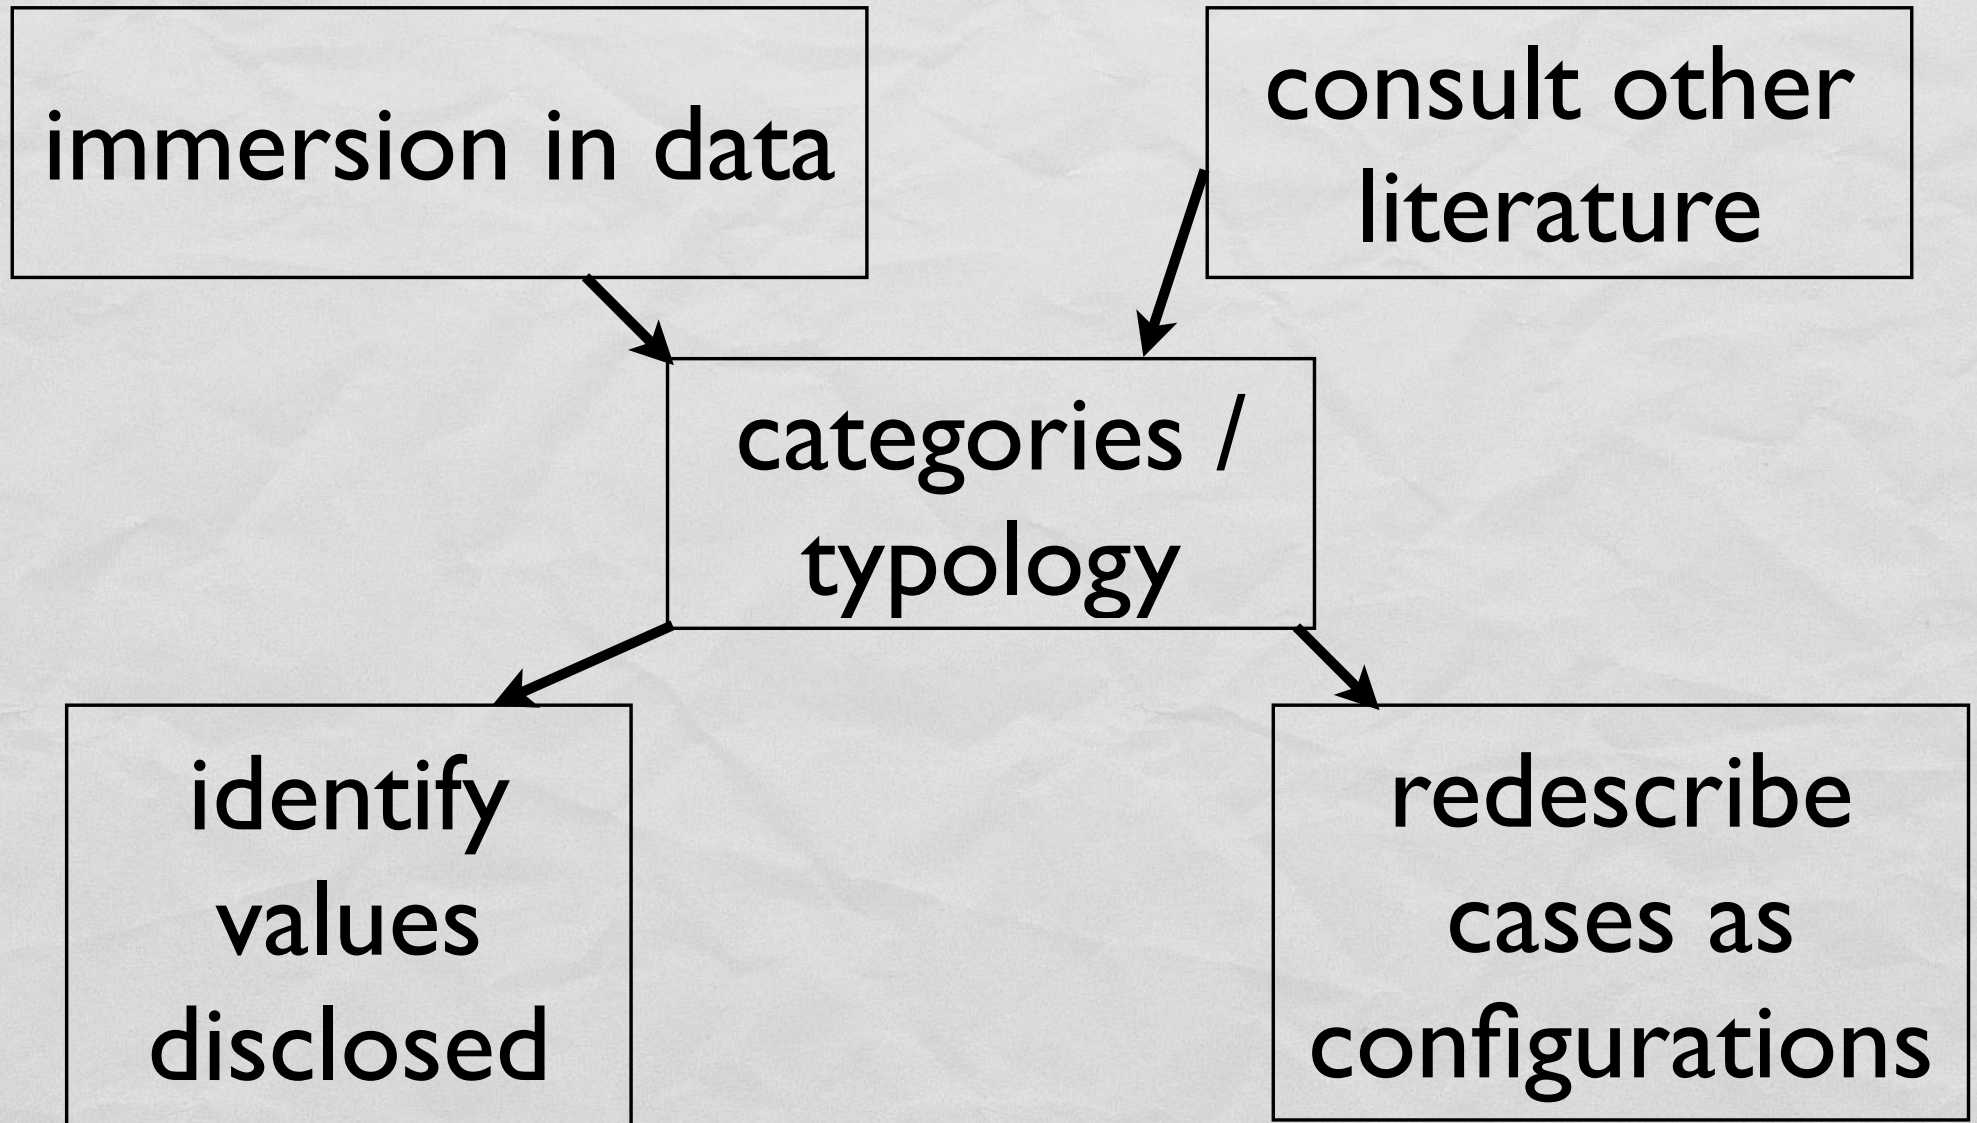 immersion in data
consult other
literature
categories /
typology
identify
values
disclosed
redescribe
cases as
configurations